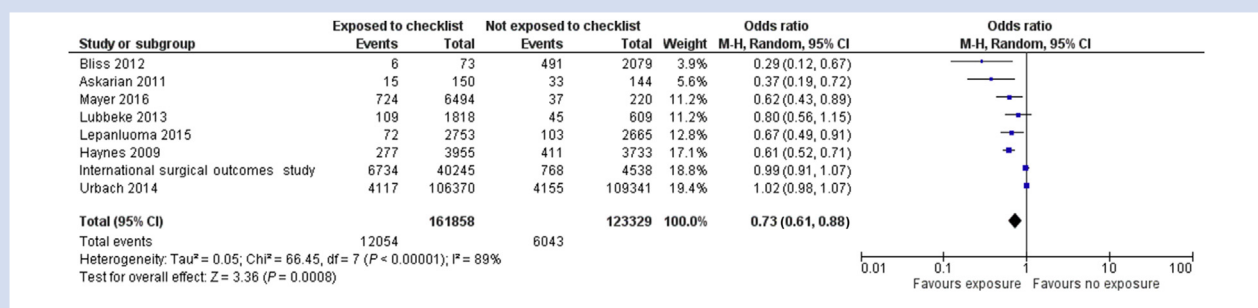 Exposed to checklist Not exposed to checklist Odds ratio Odds ratio
Study or subgroup Events Total Events Total Weight M-H, Random, 95% CI M-H, Random, 95% CI
Bliss 2012 6 73 491 2079 3.9% 0.29 (0.12, 0.67)
Askarian 2011 15 150 33 144 5.6% 0.37 (0.19, 0.72)
Mayer 2016 724 6494 37 220 11.2% 0.62 (0.43, 0.89)
Lubbeke 2013 109 1818 45 609 11.2% 0.80 (0.56, 1.15)
Lepanluoma 2015 72 2753 103 2665 12.8% 0.67 (0.49, 0.91)
Haynes 2009 277 3955 411 3733 17.1% 0.61 (0.52, 0.71)
International surgical outcomes study 6734 40245 768 4538 18.8% 0.99 (0.91, 1.07)
Urbach 2014 4117 106370 4155 109341 19.4% 1.02 (0.98, 1.07)
Total (95% CI) 161858 123329 100.0% 0.73 (0.61, 0.88)
Total events 12054 6043
Heterogeneity: Tau² = 0.05; Chi² = 66.45, df = 7 (P < 0.00001); I² = 89%
Test for overall effect: Z = 3.36 (P = 0.0008)
0.01 0.1 1 10 100
Favours exposure Favours no exposure